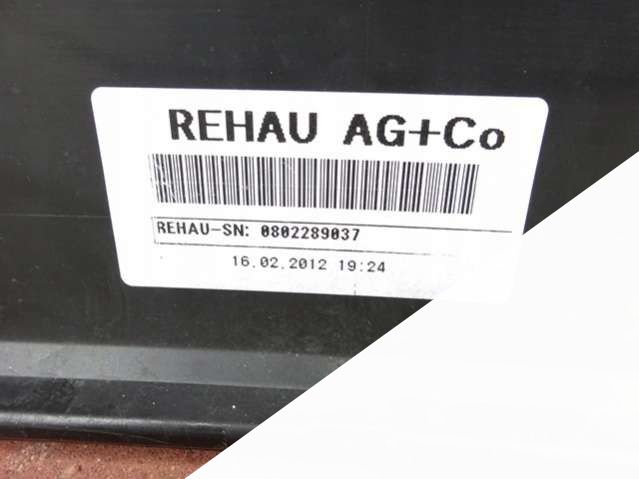 REHAU AG+Co
REHAU-SN: 0802289037
16.02.2012 19:24